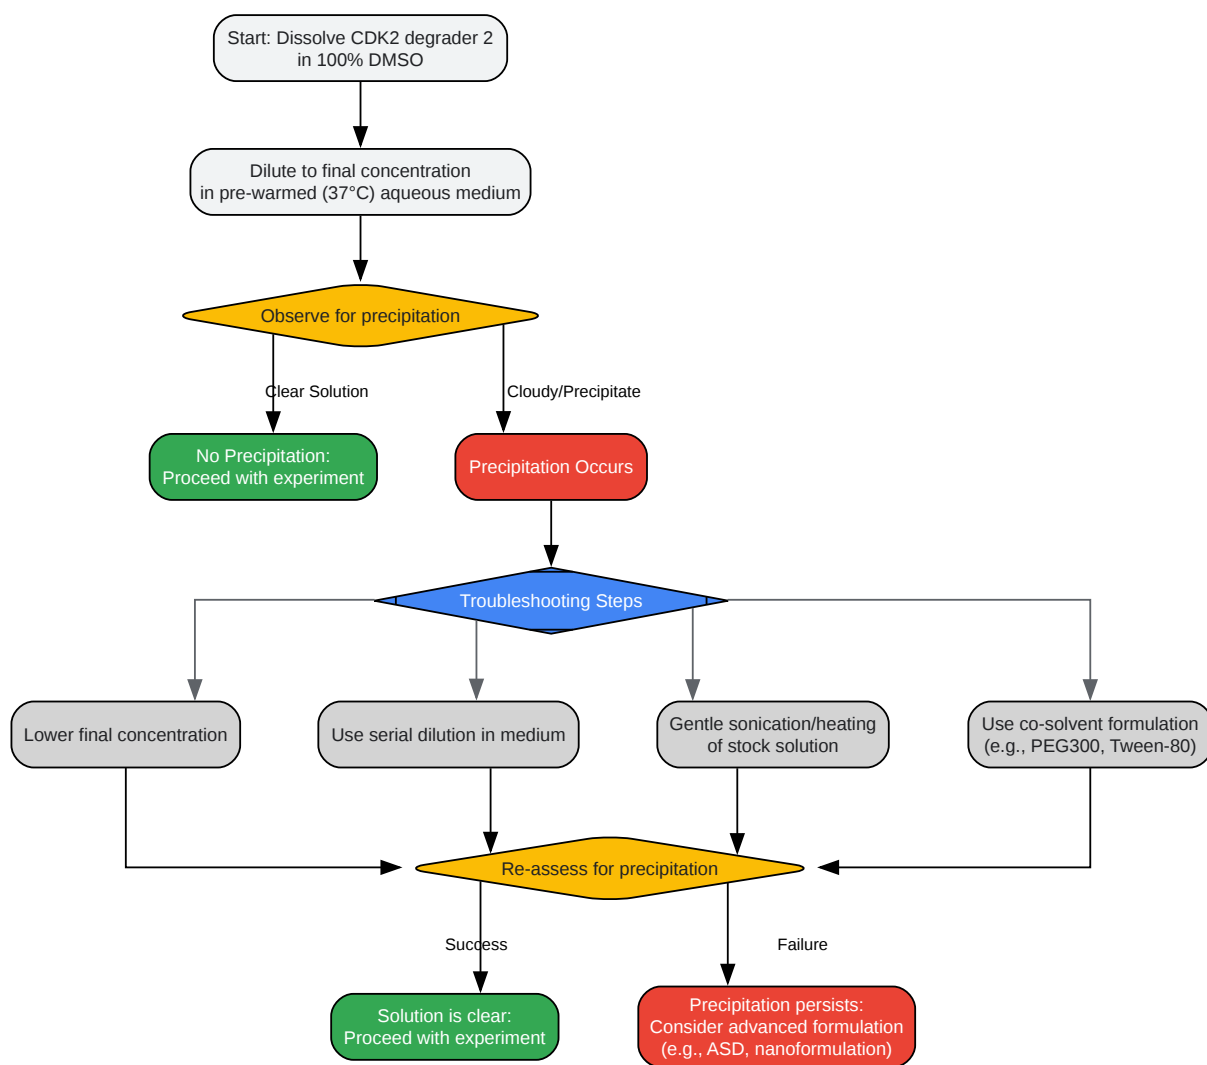 Start: Dissolve CDK2 degrader 2
in 100% DMSO
Dilute to final concentration
in pre-warmed (37°C) aqueous medium
Observe for precipitation
Clear Solution
Cloudy/Precipitate
No Precipitation:
Proceed with experiment
Precipitation Occurs
Troubleshooting Steps
Lower final concentration
Use serial dilution in medium
Gentle sonication/heating
of stock solution
Use co-solvent formulation
(e.g., PEG300, Tween-80)
Re-assess for precipitation
Success
Failure
Solution is clear:
Proceed with experiment
Precipitation persists:
Consider advanced formulation
(e.g., ASD, nanoformulation)